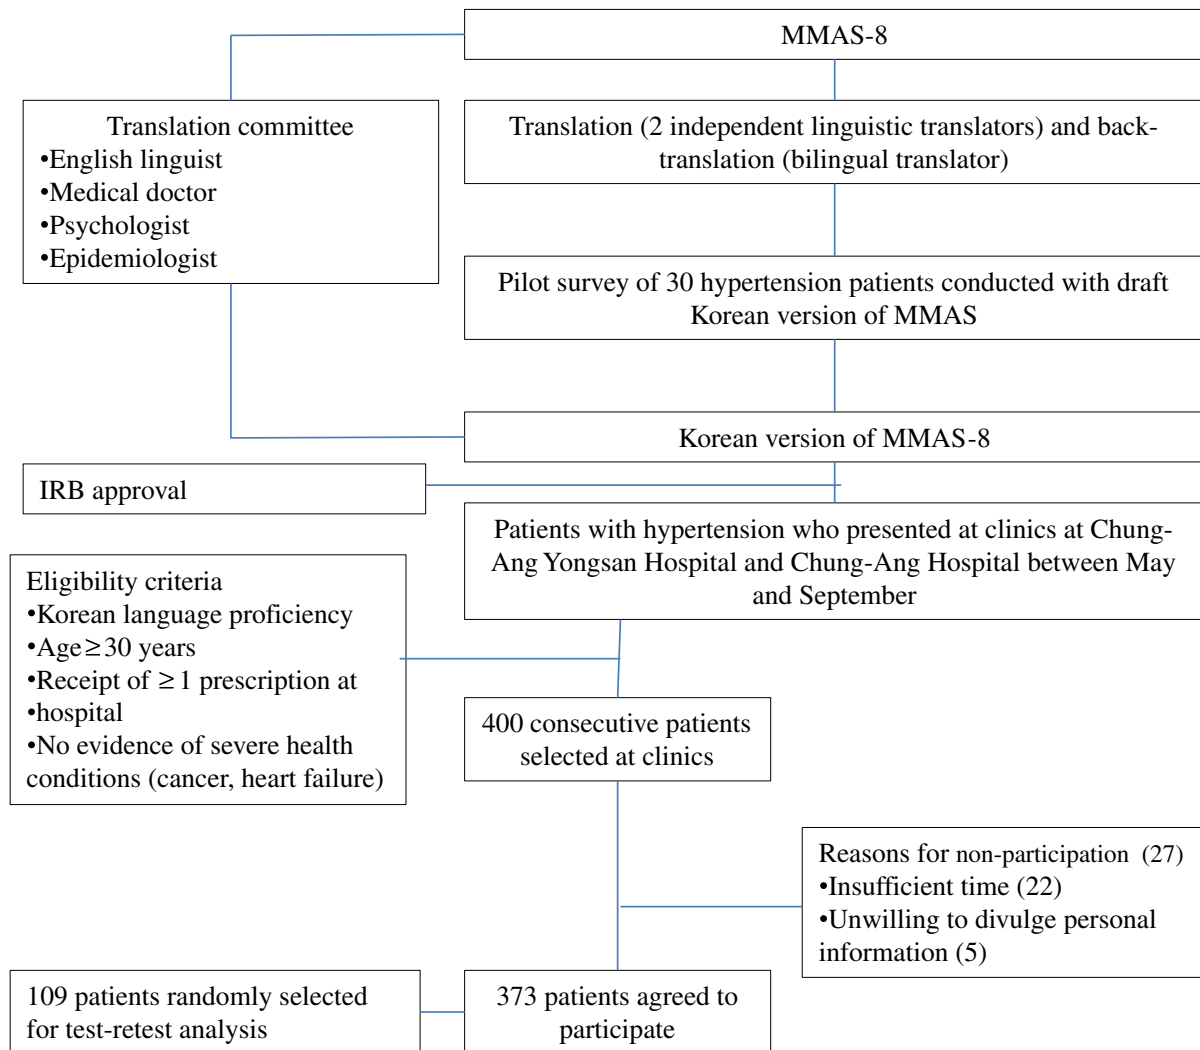 MMAS-8
Translation committee
•English linguist
•Medical doctor
•Psychologist
•Epidemiologist
Translation (2 independent linguistic translators) and back-
translation (bilingual translator)
Pilot survey of 30 hypertension patients conducted with draft
Korean version of MMAS
Korean version of MMAS-8
IRB approval
Patients with hypertension who presented at clinics at Chung-
Ang Yongsan Hospital and Chung-Ang Hospital between May
and September
Eligibility criteria
•Korean language proficiency
•Age≥30 years
•Receipt of ≥1 prescription at
•hospital
•No evidence of severe health
conditions (cancer, heart failure)
400 consecutive patients
selected at clinics
Reasons for non-participation (27)
•Insufficient time (22)
•Unwilling to divulge personal
information (5)
109 patients randomly selected
for test-retest analysis
373 patients agreed to
participate